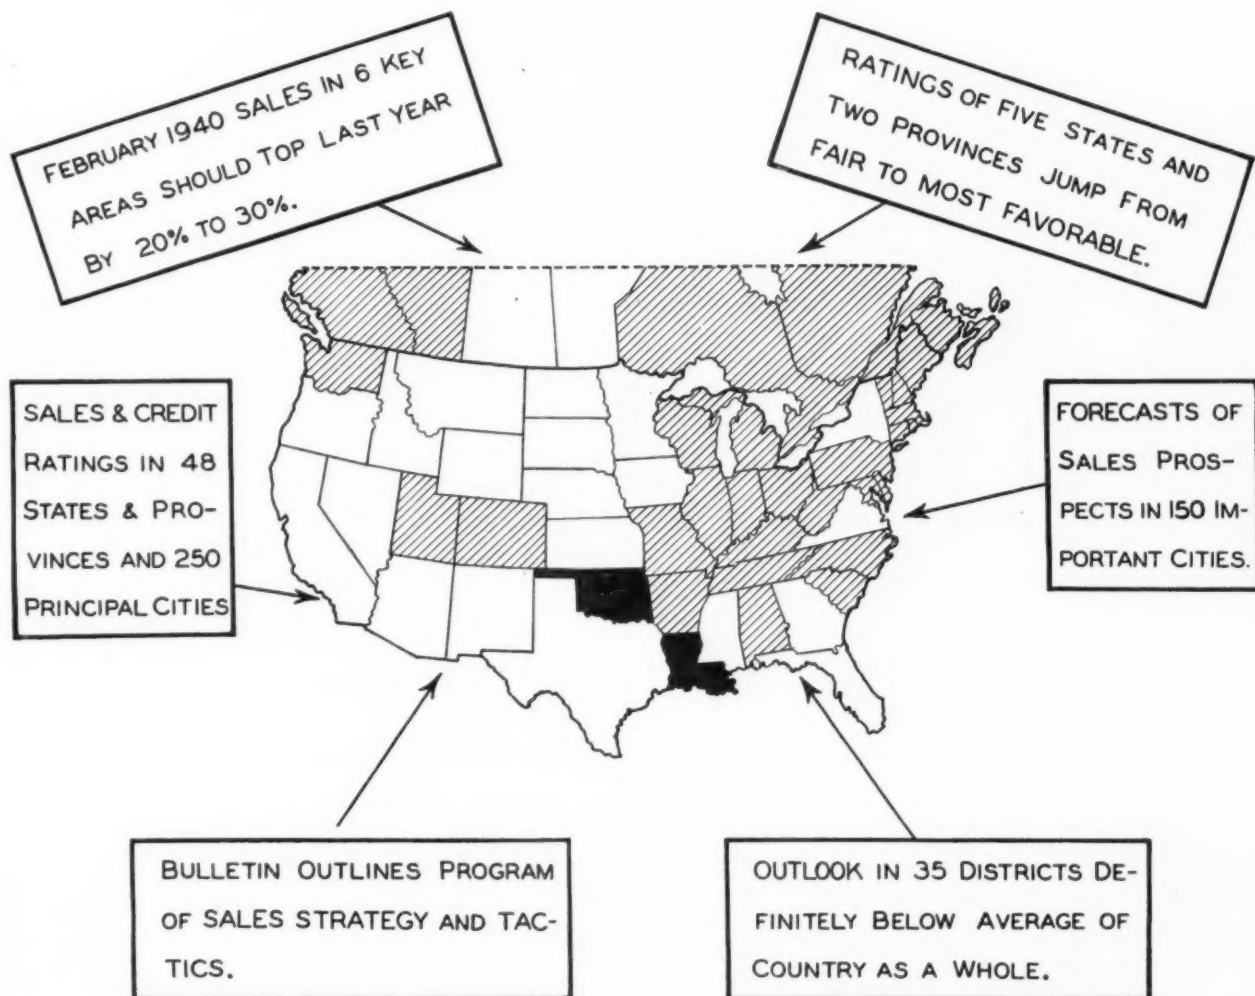 FEBRUARY 1940 SALES IN 6 KEY
AREAS SHOULD TOP LAST YEAR
BY 20% TO 30%.
RATINGS OF FIVE STATES AND
TWO PROVINCES JUMP FROM
FAIR TO MOST FAVORABLE.
SALES & CREDIT
RATINGS IN 48
STATES & PRO-
VINCES AND 250
PRINCIPAL CITIES
FORECASTS OF
SALES PROS-
PECTS IN 150 IM-
PORTANT CITIES.
BULLETIN OUTLINES PROGRAM
OF SALES STRATEGY AND TAC-
TICS.
OUTLOOK IN 35 DISTRICTS DE-
FINITELY BELOW AVERAGE OF
COUNTRY AS A WHOLE.